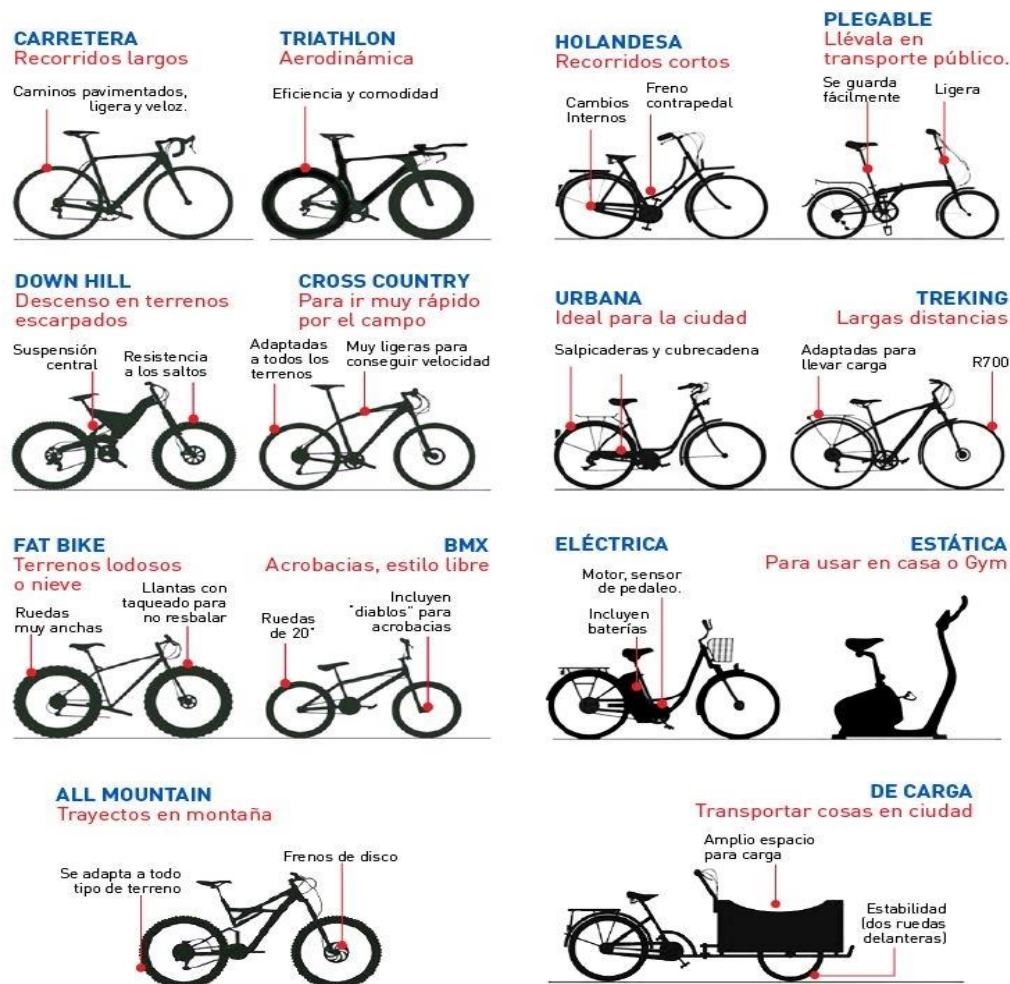 CARRETERA
Recorridos largos
Caminos pavimentados,
ligera y veloz.
TRIATHLON
Aerodinámica
Eficiencia y comodidad
HOLANDESA
Recorridos cortos
Cambios
Internos
Freno
contrapedal
PLEGABLE
Llévala en
transporte público.
Se guarda
fácilmente
Ligera
DOWN HILL
Descenso en terrenos
escarpados
Suspensión
central
Resistencia
a los saltos
CROSS COUNTRY
Para ir muy rápido
por el campo
Adaptadas
a todos los
terrenos
Muy ligeras para
conseguir velocidad
URBANA
Ideal para la ciudad
Salpicaderas y cubrecadena
TREKING
Largas distancias
Adaptadas para
llevar carga
R700
FAT BIKE
Terrenos lodosos
o nieve
Ruedas
muy anchas
Llantas con
taqueado para
no resbalar
BMX
Acrobacias, estilo libre
Ruedas
de 20"
Incluyen
"diablos" para
acrobacias
ELÉCTRICA
Motor, sensor
de pedaleo.
Incluyen
baterías
ESTÁTICA
Para usar en casa o Gym
ALL MOUNTAIN
Trayectos en montaña
Se adapta a todo
tipo de terreno
Frenos de disco
DE CARGA
Transportar cosas en ciudad
Amplio espacio
para carga
Estabilidad
(dos ruedas
delanteras)